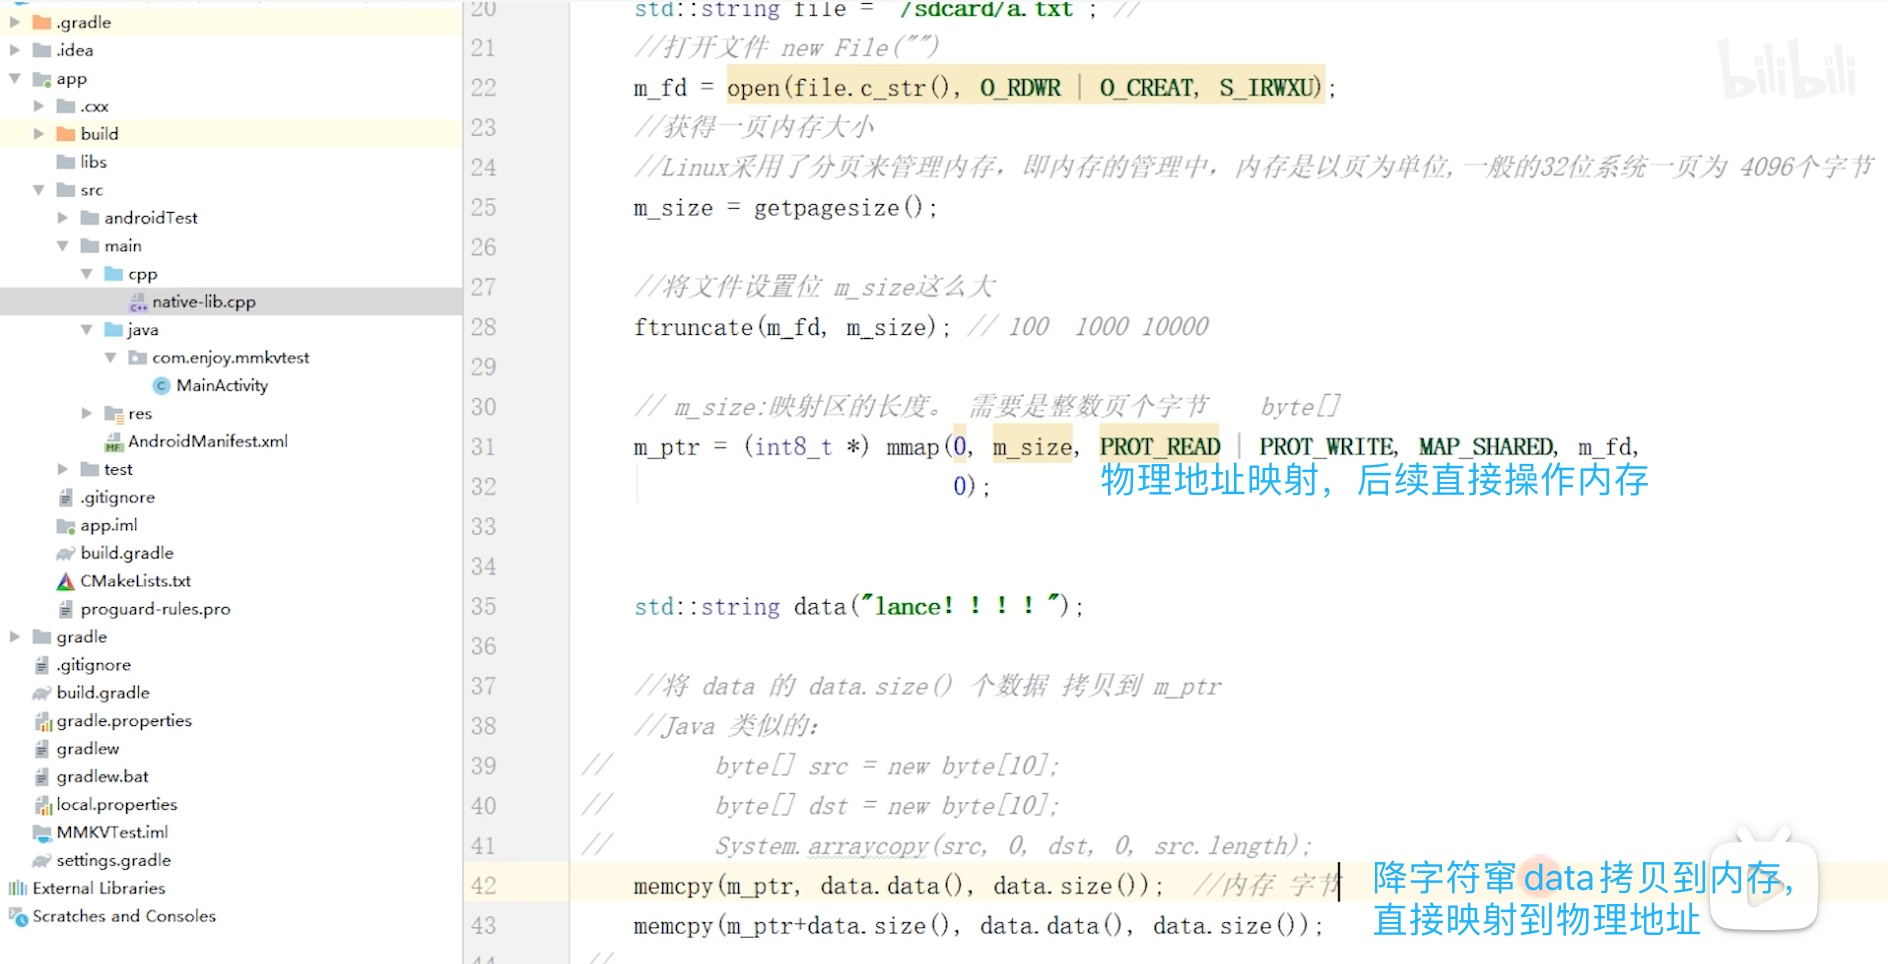 .gradle
.idea
app
.cxx
build
libs
src
androidTest
main
cpp
native-lib.cpp
java
com.enjoy.mmkvtest
MainActivity
res
AndroidManifest.xml
test
.gitignore
app.iml
build.gradle
CMakeLists.txt
proguard-rules.pro
gradle
.gitignore
build.gradle
gradle.properties
gradlew
gradlew.bat
local.properties
MMKVTest.iml
settings.gradle
External Libraries
Scratches and Consoles
bilibili
20 std::string file = "/sdcard/a.txt"; //
21 //打开文件 new File("")
22 m_fd = open(file.c_str(), O_RDWR | O_CREAT, S_IRWXU);
23 //获得一页内存大小
24 //Linux采用了分页来管理内存，即内存的管理中，内存是以页为单位,一般的32位系统一页为 4096个字节
25 m_size = getpagesize();
26
27 //将文件设置位 m_size这么大
28 ftruncate(m_fd, m_size); // 100 1000 10000
29
30 // m_size:映射区的长度。 需要是整数页个字节 byte[]
31 m_ptr = (int8_t *) mmap(0, m_size, PROT_READ | PROT_WRITE, MAP_SHARED, m_fd,
32 0);
物理地址映射，后续直接操作内存
33
34
35 std::string data("lance！！！！");
36
37 //将 data 的 data.size() 个数据 拷贝到 m_ptr
38 //Java 类似的：
39 // byte[] src = new byte[10];
40 // byte[] dst = new byte[10];
41 // System.arraycopy(src, 0, dst, 0, src.length);
42 memcpy(m_ptr, data.data(), data.size()); //内存 字节
43 memcpy(m_ptr+data.size(), data.data(), data.size());
降字符窜 data拷贝到内存，
直接映射到物理地址
44 //